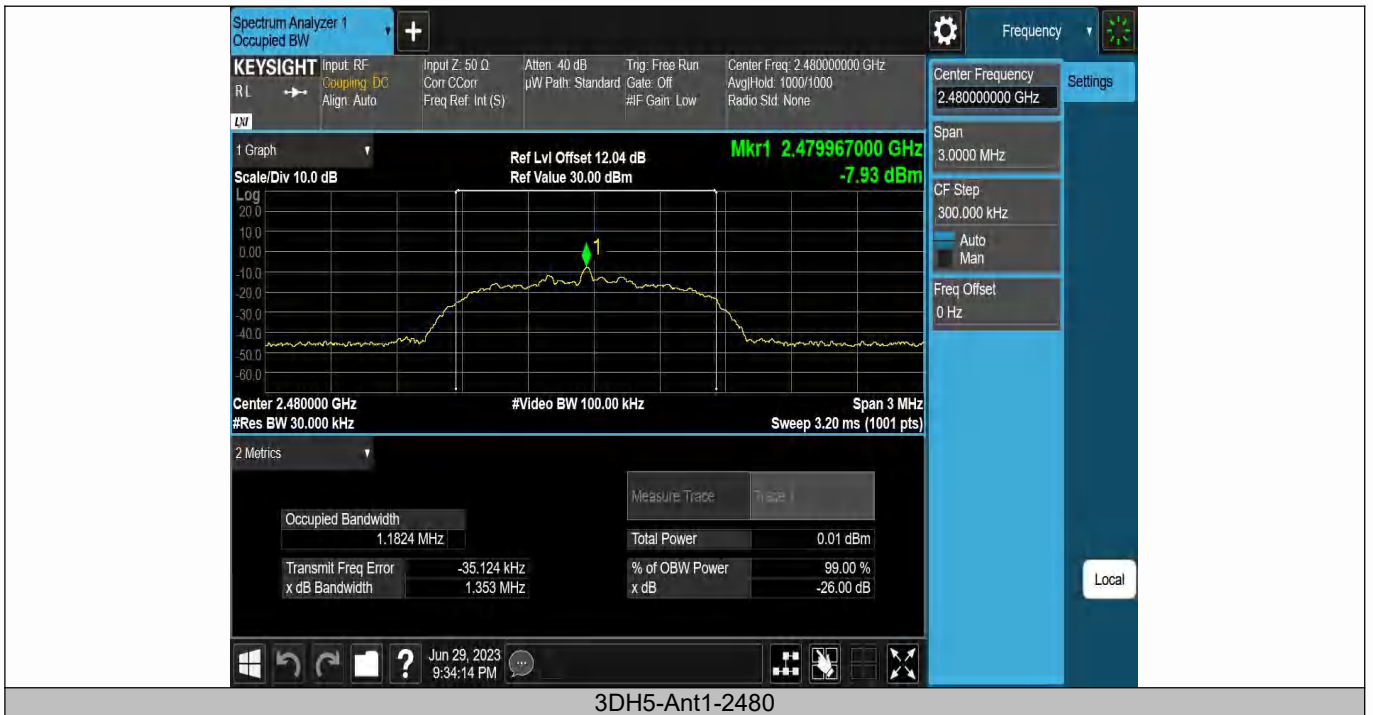 Spectrum Analyzer 1
Occupied BW
+
Frequency
KEYSIGHT
R L
LXI
Input: RF
Coupling: DC
Align: Auto
Input Z: 50 Ω
Corr CCorr
Freq Ref: Int (S)
Atten: 40 dB
µW Path: Standard
Trig: Free Run
Gate: Off
#IF Gain: Low
Center Freq: 2.480000000 GHz
Avg|Hold: 1000/1000
Radio Std: None
Center Frequency
2.480000000 GHz
Settings
Span
3.0000 MHz
CF Step
300.000 kHz
Auto
Man
Freq Offset
0 Hz
Local
1 Graph
Scale/Div 10.0 dB
Ref Lvl Offset 12.04 dB
Ref Value 30.00 dBm
Mkr1 2.479967000 GHz
-7.93 dBm
Log
20.0
10.0
0.00
-10.0
-20.0
-30.0
-40.0
-50.0
-60.0
1
Center 2.480000 GHz
#Res BW 30.000 kHz
#Video BW 100.00 kHz
Span 3 MHz
Sweep 3.20 ms (1001 pts)
2 Metrics
Measure Trace Trace 1
Occupied Bandwidth
1.1824 MHz
Total Power 0.01 dBm
Transmit Freq Error -35.124 kHz
% of OBW Power 99.00 %
x dB Bandwidth 1.353 MHz
x dB -26.00 dB
?
Jun 29, 2023
9:34:14 PM
3DH5-Ant1-2480